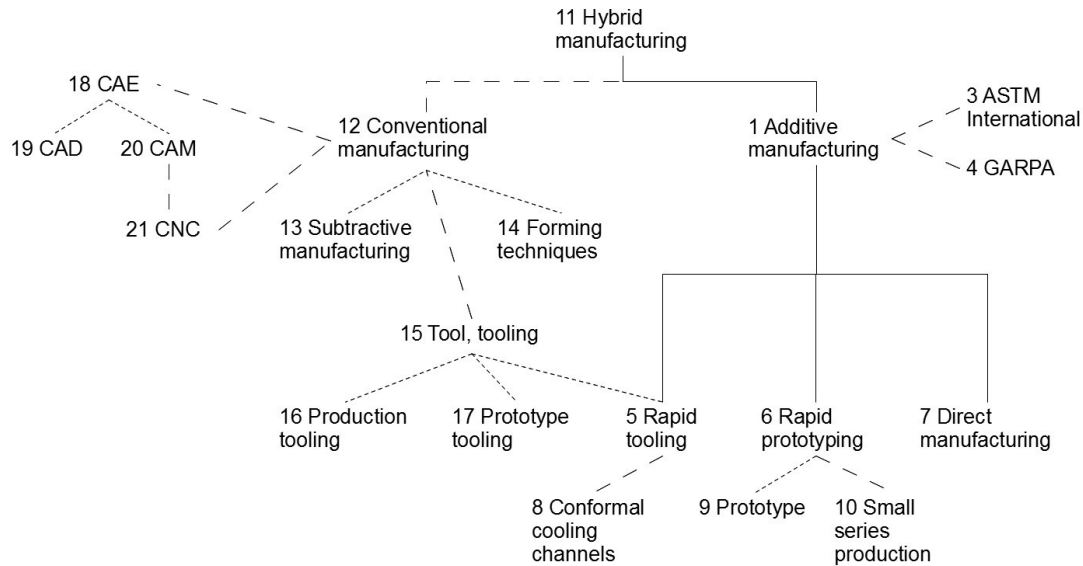 11 Hybrid
manufacturing
18 CAE
3 ASTM
International
12 Conventional
manufacturing
1 Additive
manufacturing
19 CAD
20 CAM
4 GARPA
21 CNC
13 Subtractive
manufacturing
14 Forming
techniques
15 Tool, tooling
16 Production
tooling
17 Prototype
tooling
5 Rapid
tooling
6 Rapid
prototyping
7 Direct
manufacturing
8 Conformal
cooling
channels
9 Prototype
10 Small
series
production